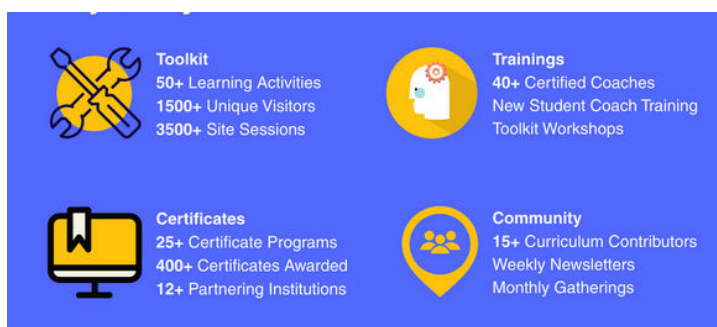 Toolkit
50+ Learning Activities
1500+ Unique Visitors
3500+ Site Sessions
Trainings
40+ Certified Coaches
New Student Coach Training
Toolkit Workshops
Certificates
25+ Certificate Programs
400+ Certificates Awarded
12+ Partnering Institutions
Community
15+ Curriculum Contributors
Weekly Newsletters
Monthly Gatherings